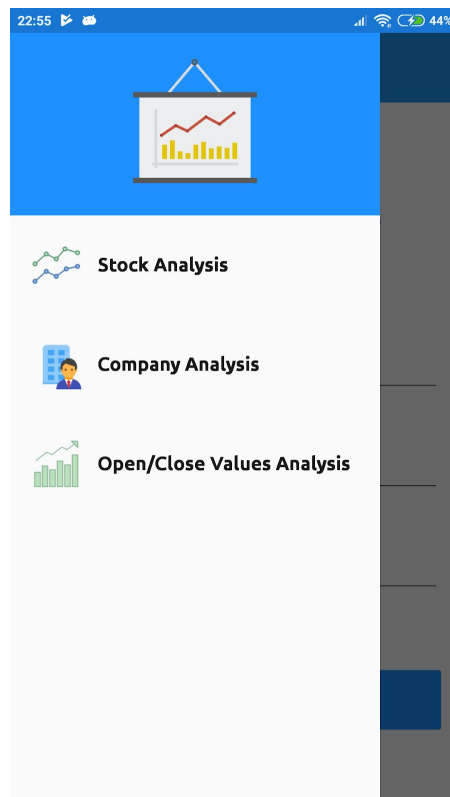 22:55 44%
Stock Analysis
Company Analysis
Open/Close Values Analysis